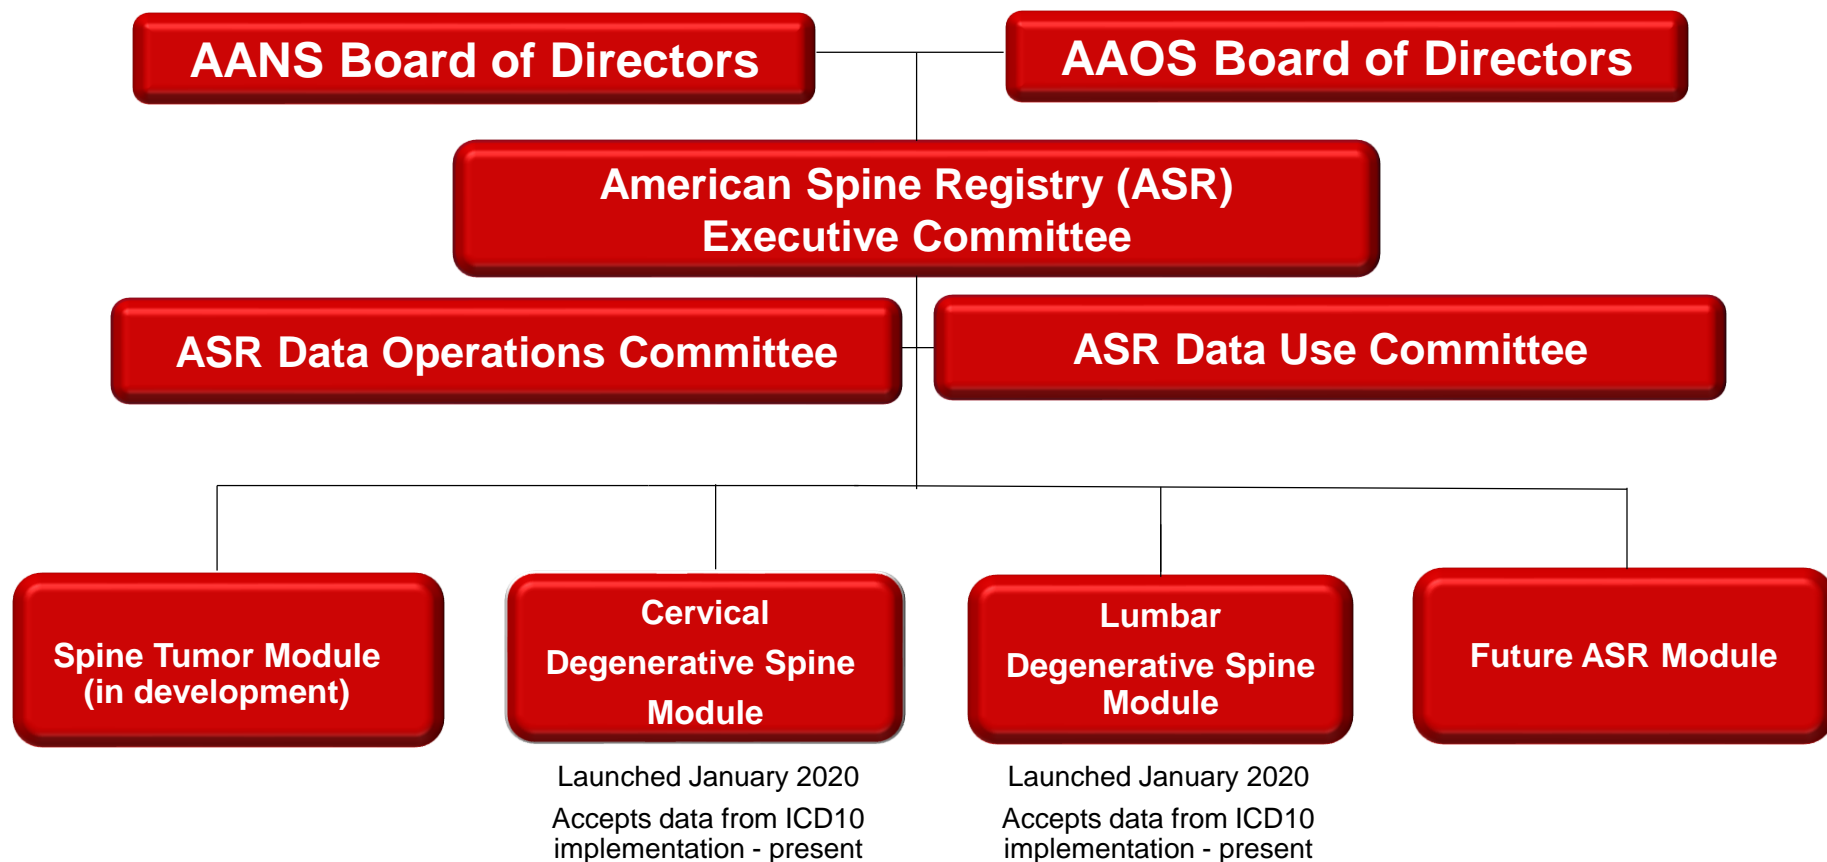 AANS Board of Directors
AAOS Board of Directors
American Spine Registry (ASR)
Executive Committee
ASR Data Operations Committee
ASR Data Use Committee
Spine Tumor Module
(in development)
Cervical
Degenerative Spine
Module
Lumbar
Degenerative Spine
Module
Future ASR Module
Launched January 2020
Accepts data from ICD10
implementation - present
Launched January 2020
Accepts data from ICD10
implementation - present